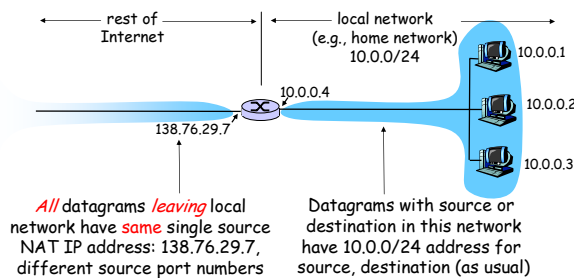 rest of
Internet
local network
(e.g., home network)
10.0.0/24
10.0.0.1
10.0.0.4
10.0.0.2
138.76.29.7
10.0.0.3
All datagrams leaving local
network have same single source
NAT IP address: 138.76.29.7,
different source port numbers
Datagrams with source or
destination in this network
have 10.0.0/24 address for
source, destination (as usual)